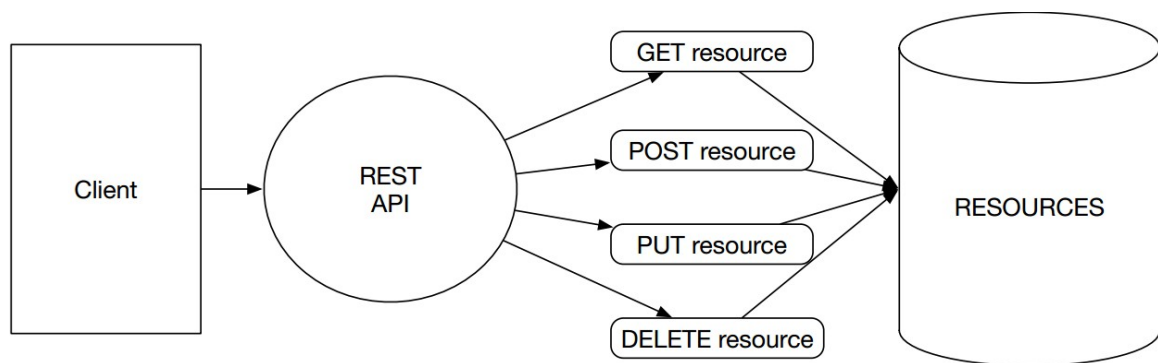 Client
REST
API
GET resource
POST resource
PUT resource
DELETE resource
RESOURCES